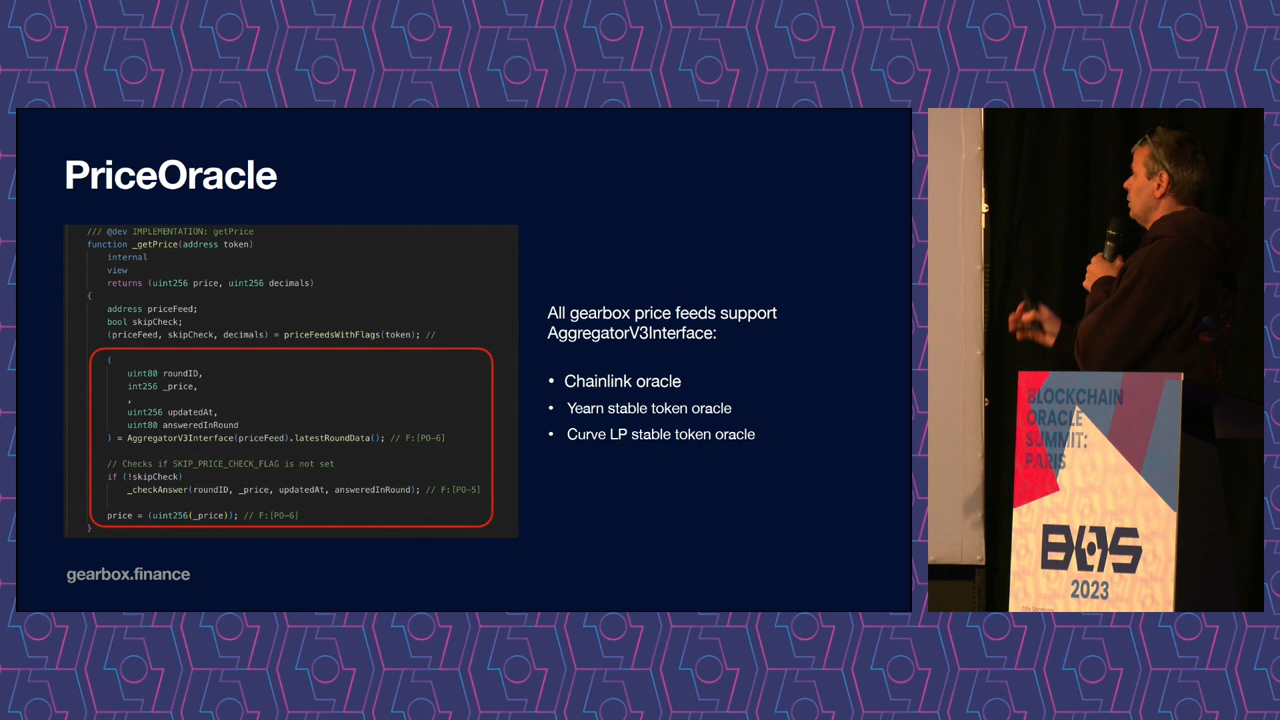 PriceOracle
/// @dev IMPLEMENTATION: getPrice
function _getPrice(address token)
internal
view
returns (uint256 price, uint256 decimals)
{
address priceFeed;
bool skipCheck;
(priceFeed, skipCheck, decimals) = priceFeedsWithFlags(token); //
(
uint80 roundID,
int256 _price,
,
uint256 updatedAt,
uint80 answeredInRound
) = AggregatorV3Interface(priceFeed).latestRoundData(); // F:[PO-6]
// Checks if SKIP_PRICE_CHECK_FLAG is not set
if (!skipCheck)
_checkAnswer(roundID, _price, updatedAt, answeredInRound); // F:[PO-5]
price = (uint256(_price)); // F:[PO-6]
}
All gearbox price feeds support
AggregatorV3Interface:
• Chainlink oracle
• Yearn stable token oracle
• Curve LP stable token oracle
gearbox.finance
BLOCKCHAIN
ORACLE
SUMMIT:
PARIS
BOS
2023